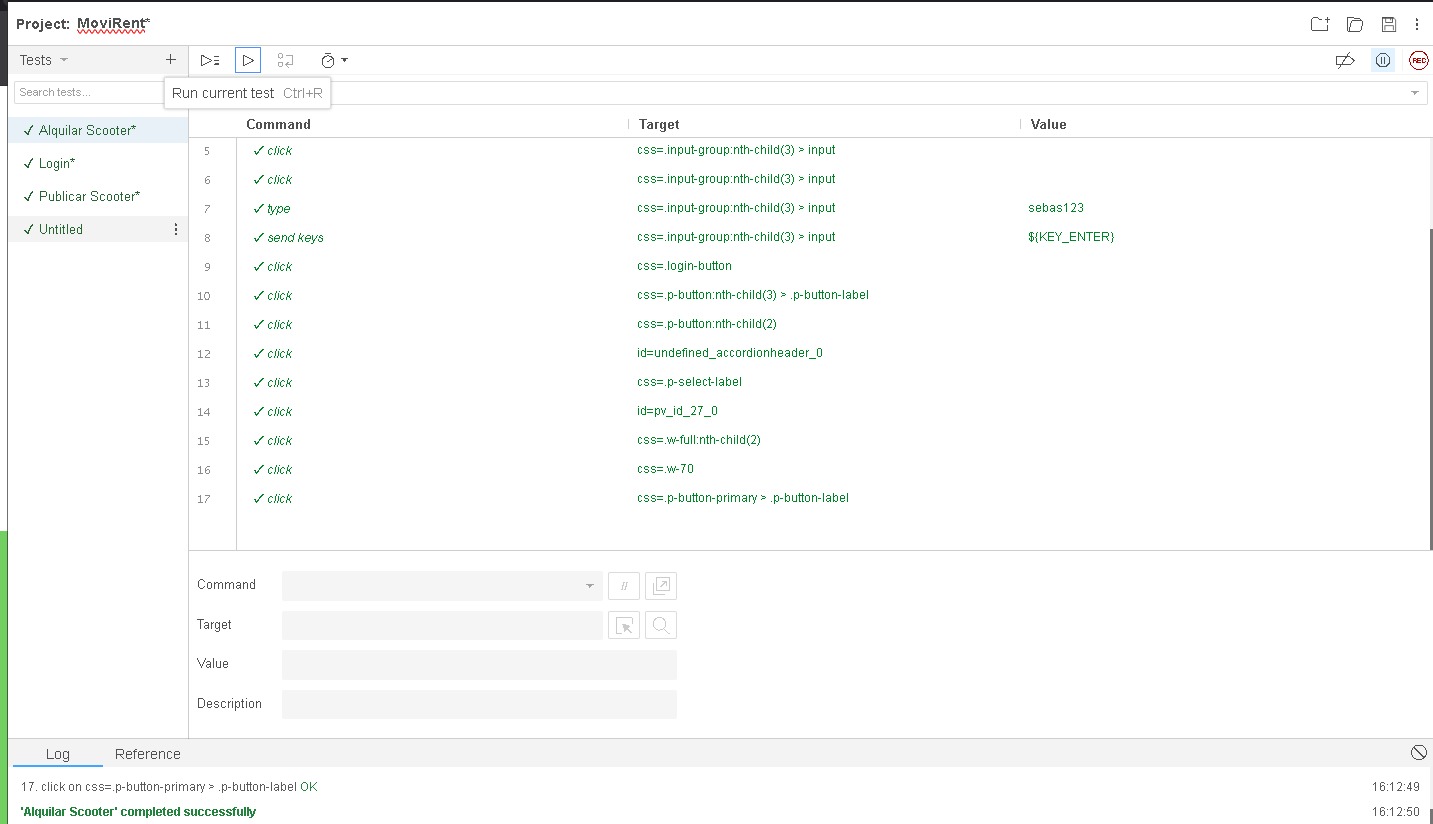 Project: MoviRent*
Tests
Run current test Ctrl+R
Search tests...
Command Target Value
✓ Alquilar Scooter*
✓ Login*
✓ Publicar Scooter*
✓ Untitled
5 ✓ click css=.input-group:nth-child(3) > input
6 ✓ click css=.input-group:nth-child(3) > input
7 ✓ type css=.input-group:nth-child(3) > input sebas123
8 ✓ send keys css=.input-group:nth-child(3) > input ${KEY_ENTER}
9 ✓ click css=.login-button
10 ✓ click css=.p-button:nth-child(3) > .p-button-label
11 ✓ click css=.p-button:nth-child(2)
12 ✓ click id=undefined_accordionheader_0
13 ✓ click css=.p-select-label
14 ✓ click id=pv_id_27_0
15 ✓ click css=.w-full:nth-child(2)
16 ✓ click css=.w-70
17 ✓ click css=.p-button-primary > .p-button-label
REC
Command //
Target
Value
Description
Log Reference
17. click on css=.p-button-primary > .p-button-label OK 16:12:49
'Alquilar Scooter' completed successfully 16:12:50